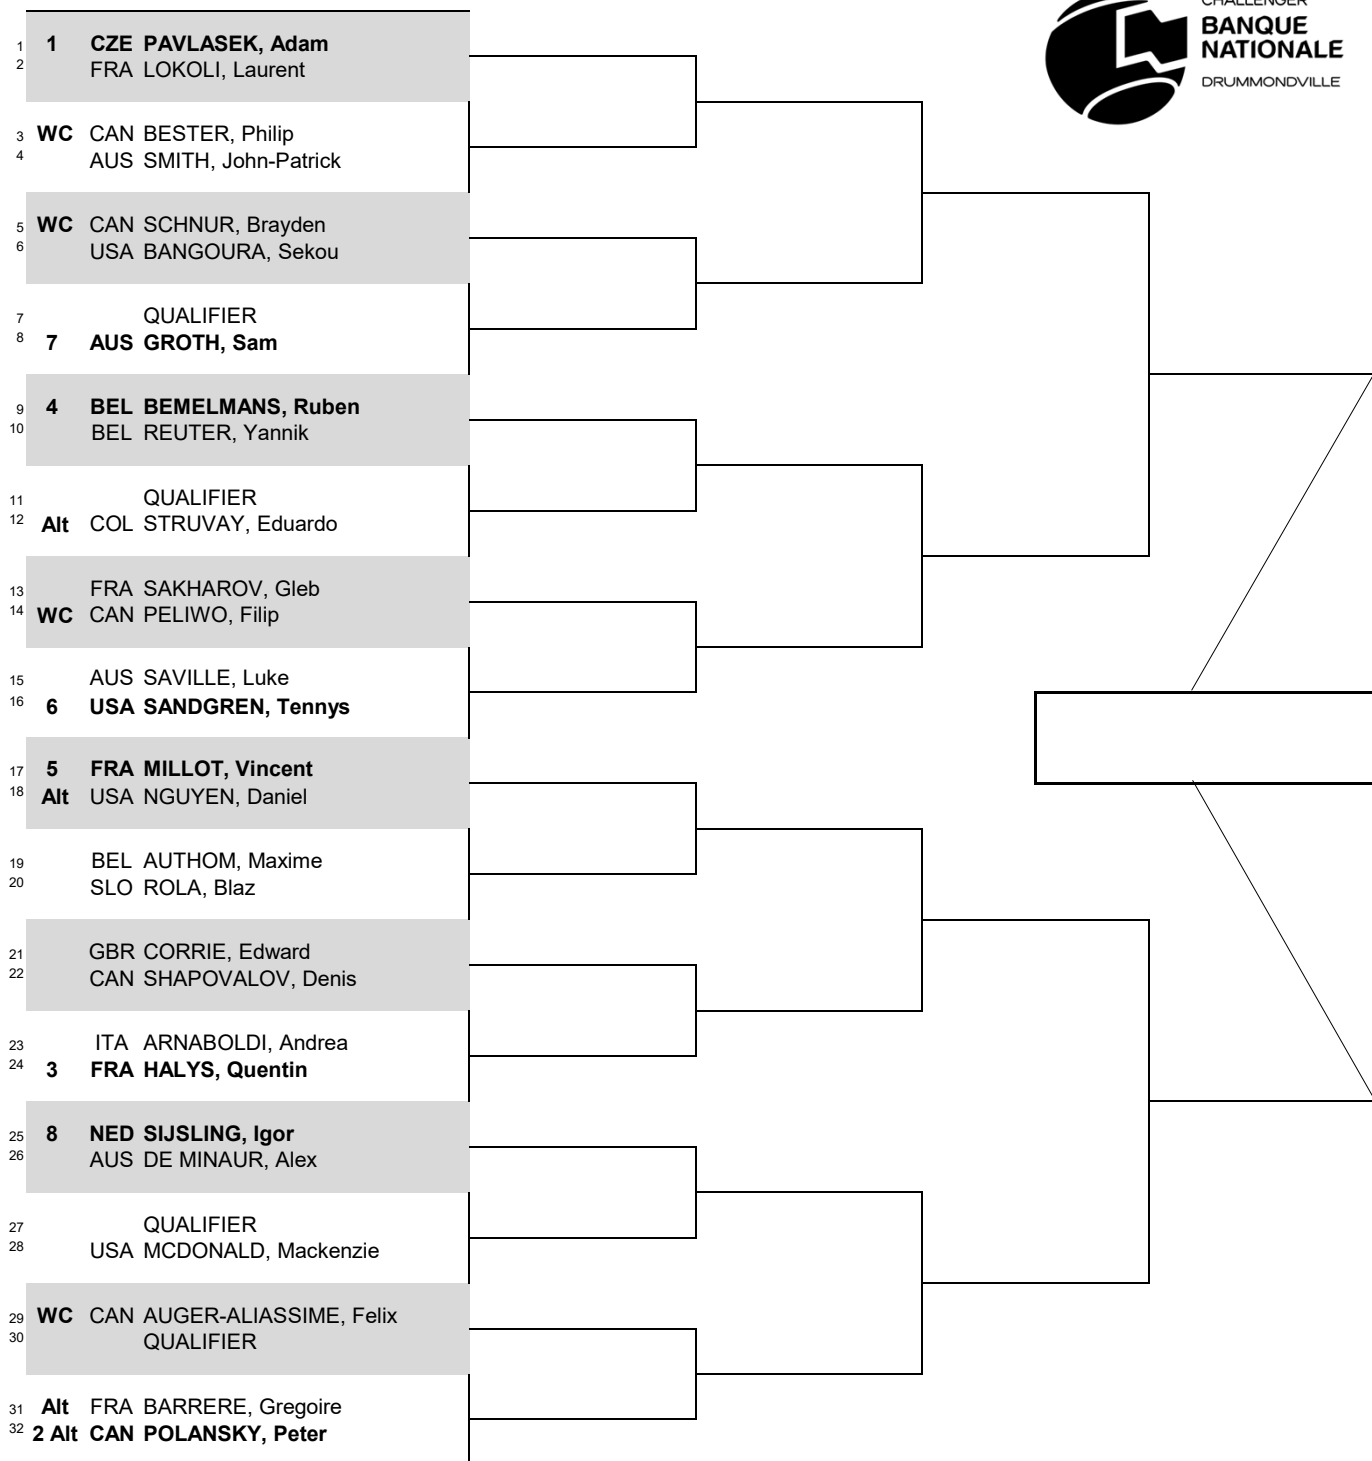 CHALLENGER
BANQUE
NATIONALE
DRUMMONDVILLE
1 1 CZE PAVLASEK, Adam
2 FRA LOKOLI, Laurent
3 WC CAN BESTER, Philip
4 AUS SMITH, John-Patrick
5 WC CAN SCHNUR, Brayden
6 USA BANGOURA, Sekou
7 QUALIFIER
8 7 AUS GROTH, Sam
9 4 BEL BEMELMANS, Ruben
10 BEL REUTER, Yannik
11 QUALIFIER
12 Alt COL STRUVAY, Eduardo
13 FRA SAKHAROV, Gleb
14 WC CAN PELIWO, Filip
15 AUS SAVILLE, Luke
16 6 USA SANDGREN, Tennys
17 5 FRA MILLOT, Vincent
18 Alt USA NGUYEN, Daniel
19 BEL AUTHOM, Maxime
20 SLO ROLA, Blaz
21 GBR CORRIE, Edward
22 CAN SHAPOVALOV, Denis
23 ITA ARNABOLDI, Andrea
24 3 FRA HALYS, Quentin
25 8 NED SIJSLING, Igor
26 AUS DE MINAUR, Alex
27 QUALIFIER
28 USA MCDONALD, Mackenzie
29 WC CAN AUGER-ALIASSIME, Felix
30 QUALIFIER
31 Alt FRA BARRERE, Gregoire
32 2 Alt CAN POLANSKY, Peter